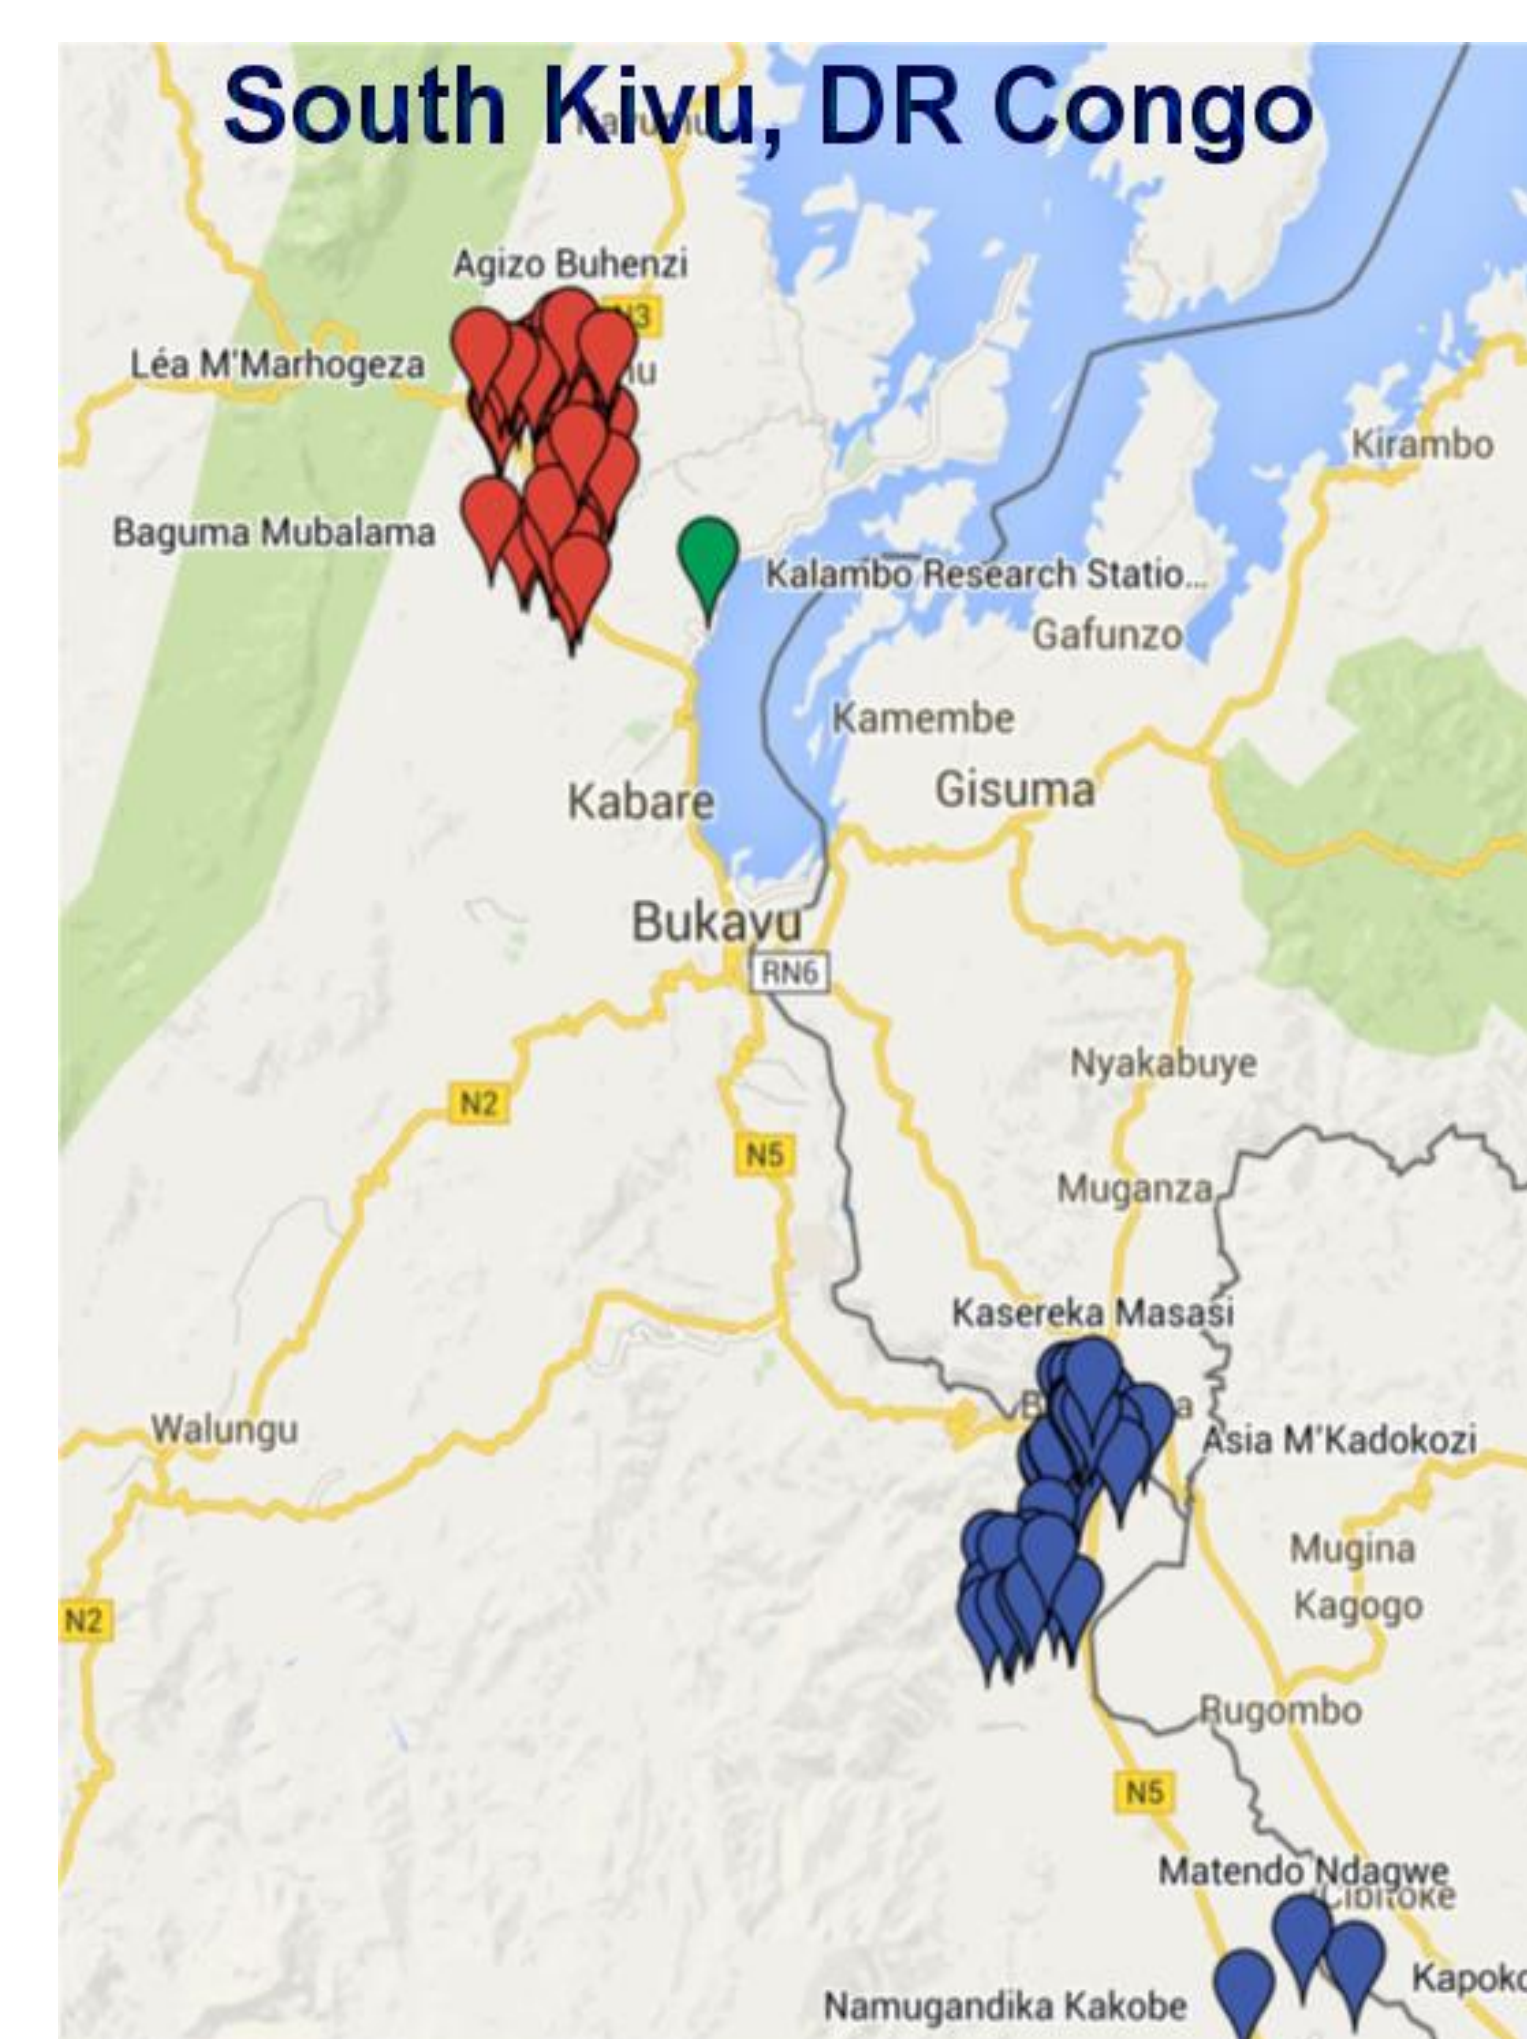 South Kivu, DR Congo
Agizo Buhenzi
N3
Léa M'Marhogeza
Kirambo
Baguma Mubalama
Kalambo Research Statio...
Gafunzo
Kamembe
Gisuma
Kabare
Bukavu
RN6
Nyakabuye
N2
N5
Muganza
Kasereka Masasi
Walungu
Asia M'Kadokozi
Mugina
Kagogo
N2
Rugombo
N5
Matendo Ndagwe
Cibitoke
Namugandika Kakobe